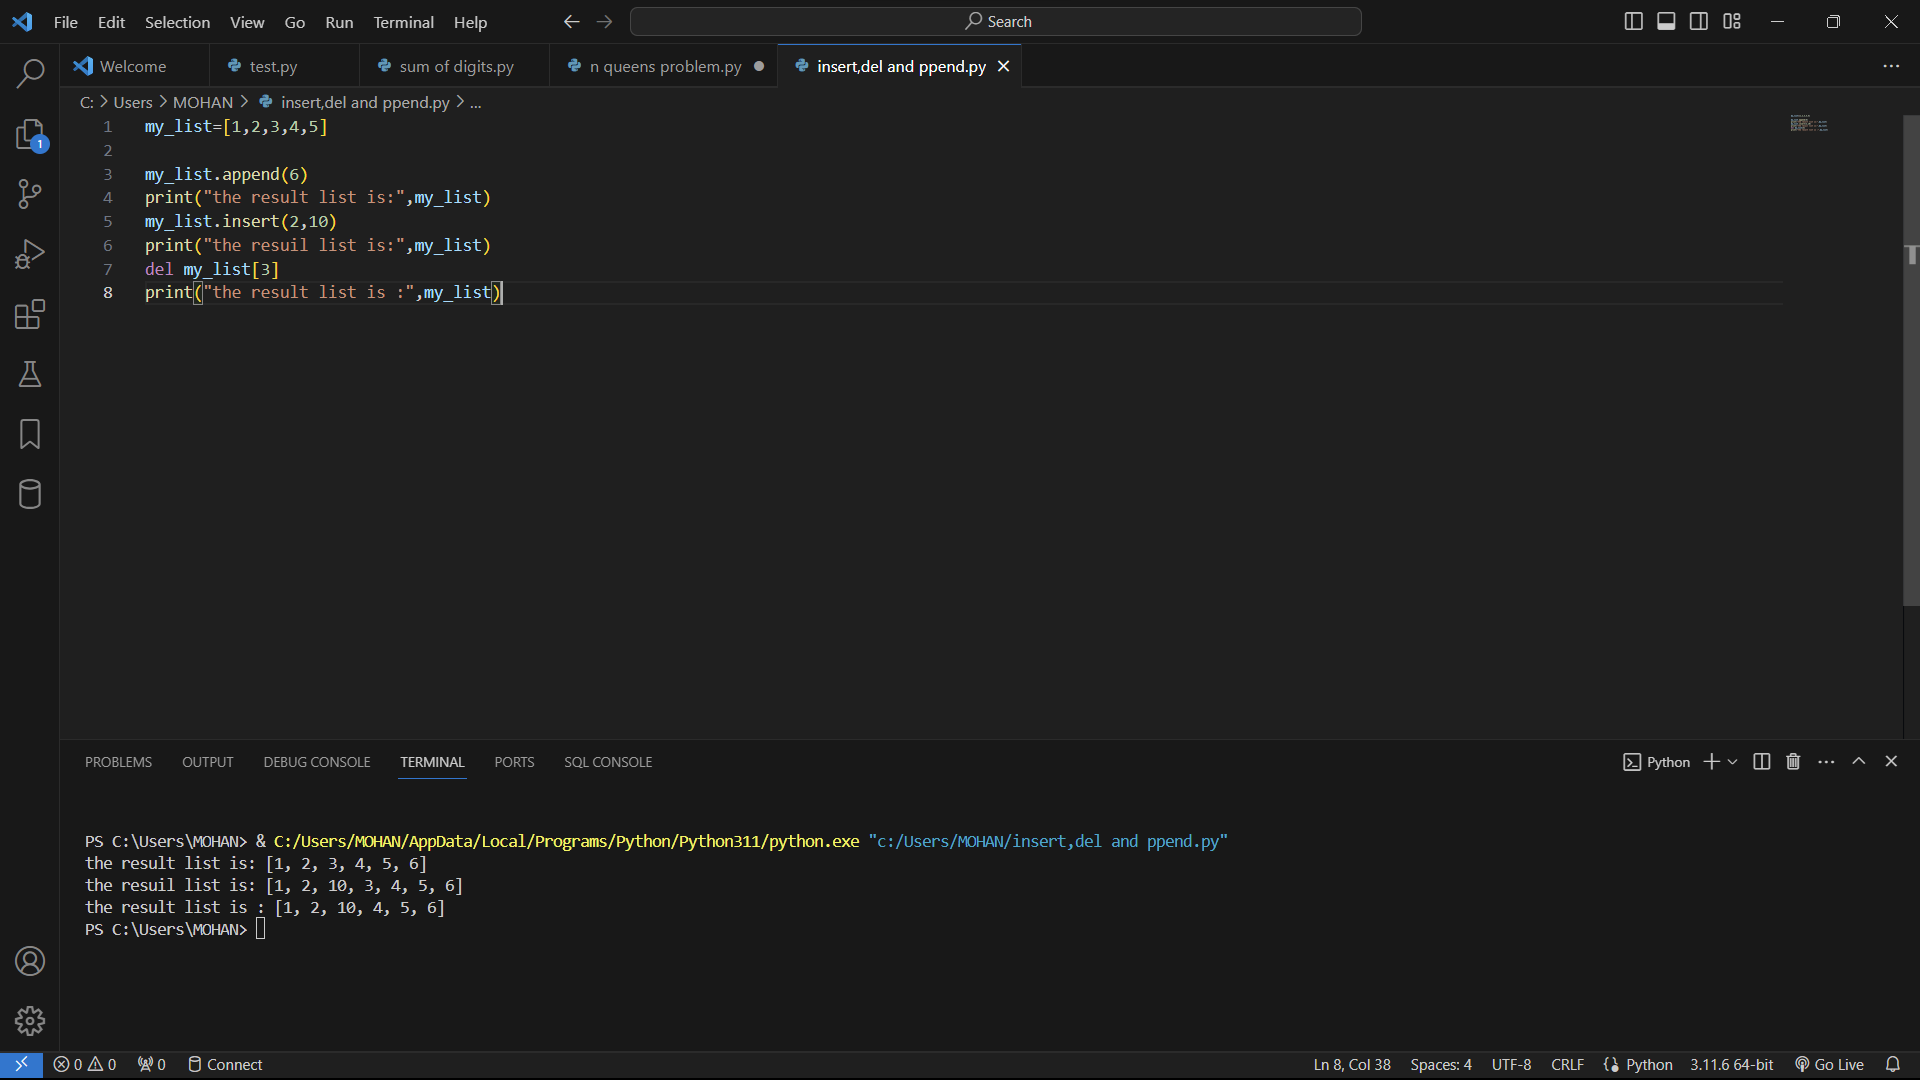 File Edit Selection View Go Run Terminal Help Search
Welcome test.py sum of digits.py n queens problem.py insert,del and ppend.py
C: > Users > MOHAN > insert,del and ppend.py > ...
1 my_list=[1,2,3,4,5]
2
3 my_list.append(6)
4 print("the result list is:",my_list)
5 my_list.insert(2,10)
6 print("the resuil list is:",my_list)
7 del my_list[3]
8 print("the result list is :",my_list)
1
PROBLEMS OUTPUT DEBUG CONSOLE TERMINAL PORTS SQL CONSOLE Python
PS C:\Users\MOHAN> & C:/Users/MOHAN/AppData/Local/Programs/Python/Python311/python.exe "c:/Users/MOHAN/insert,del and ppend.py"
the result list is: [1, 2, 3, 4, 5, 6]
the resuil list is: [1, 2, 10, 3, 4, 5, 6]
the result list is : [1, 2, 10, 4, 5, 6]
PS C:\Users\MOHAN>
0 0 0 Connect Ln 8, Col 38 Spaces: 4 UTF-8 CRLF Python 3.11.6 64-bit Go Live